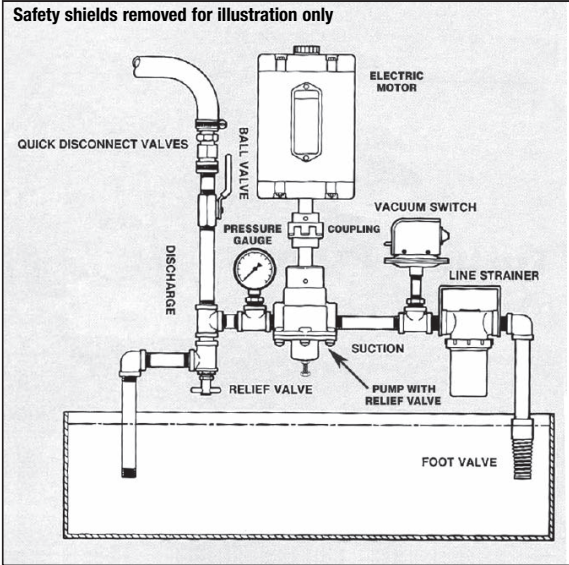 Safety shields removed for illustration only
ELECTRIC
MOTOR
QUICK DISCONNECT VALVES
BALL VALVE
VACUUM SWITCH
PRESSURE
GAUGE
COUPLING
DISCHARGE
LINE STRAINER
SUCTION
RELIEF VALVE
PUMP WITH
RELIEF VALVE
FOOT VALVE